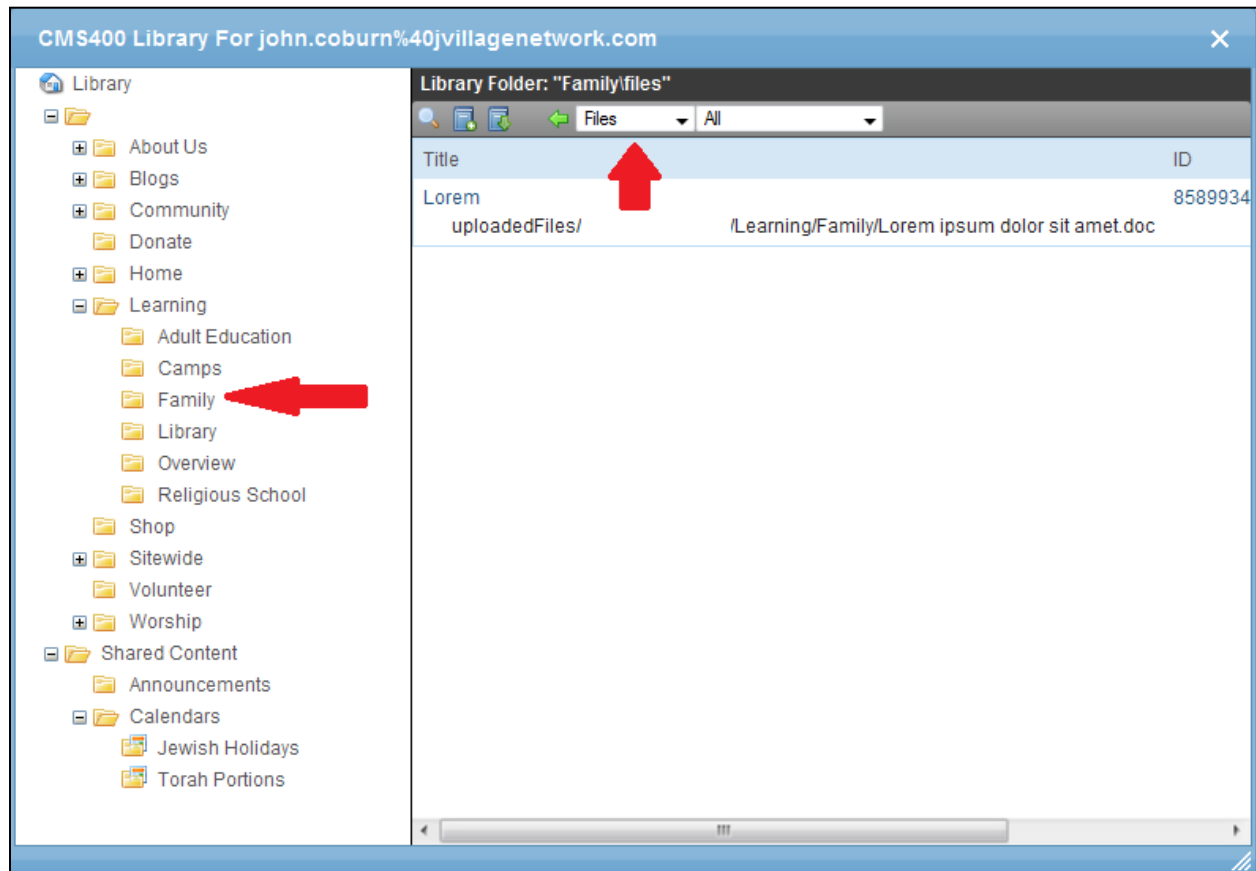 CMS400 Library For john.coburn%40jvillagenetwork.com
Library
About Us
Blogs
Community
Donate
Home
Learning
Adult Education
Camps
Family
Library
Overview
Religious School
Shop
Sitewide
Volunteer
Worship
Shared Content
Announcements
Calendars
Jewish Holidays
Torah Portions
Library Folder: "Family\files"
Files All
Title ID
Lorem 8589934
uploadedFiles/ /Learning/Family/Lorem ipsum dolor sit amet.doc